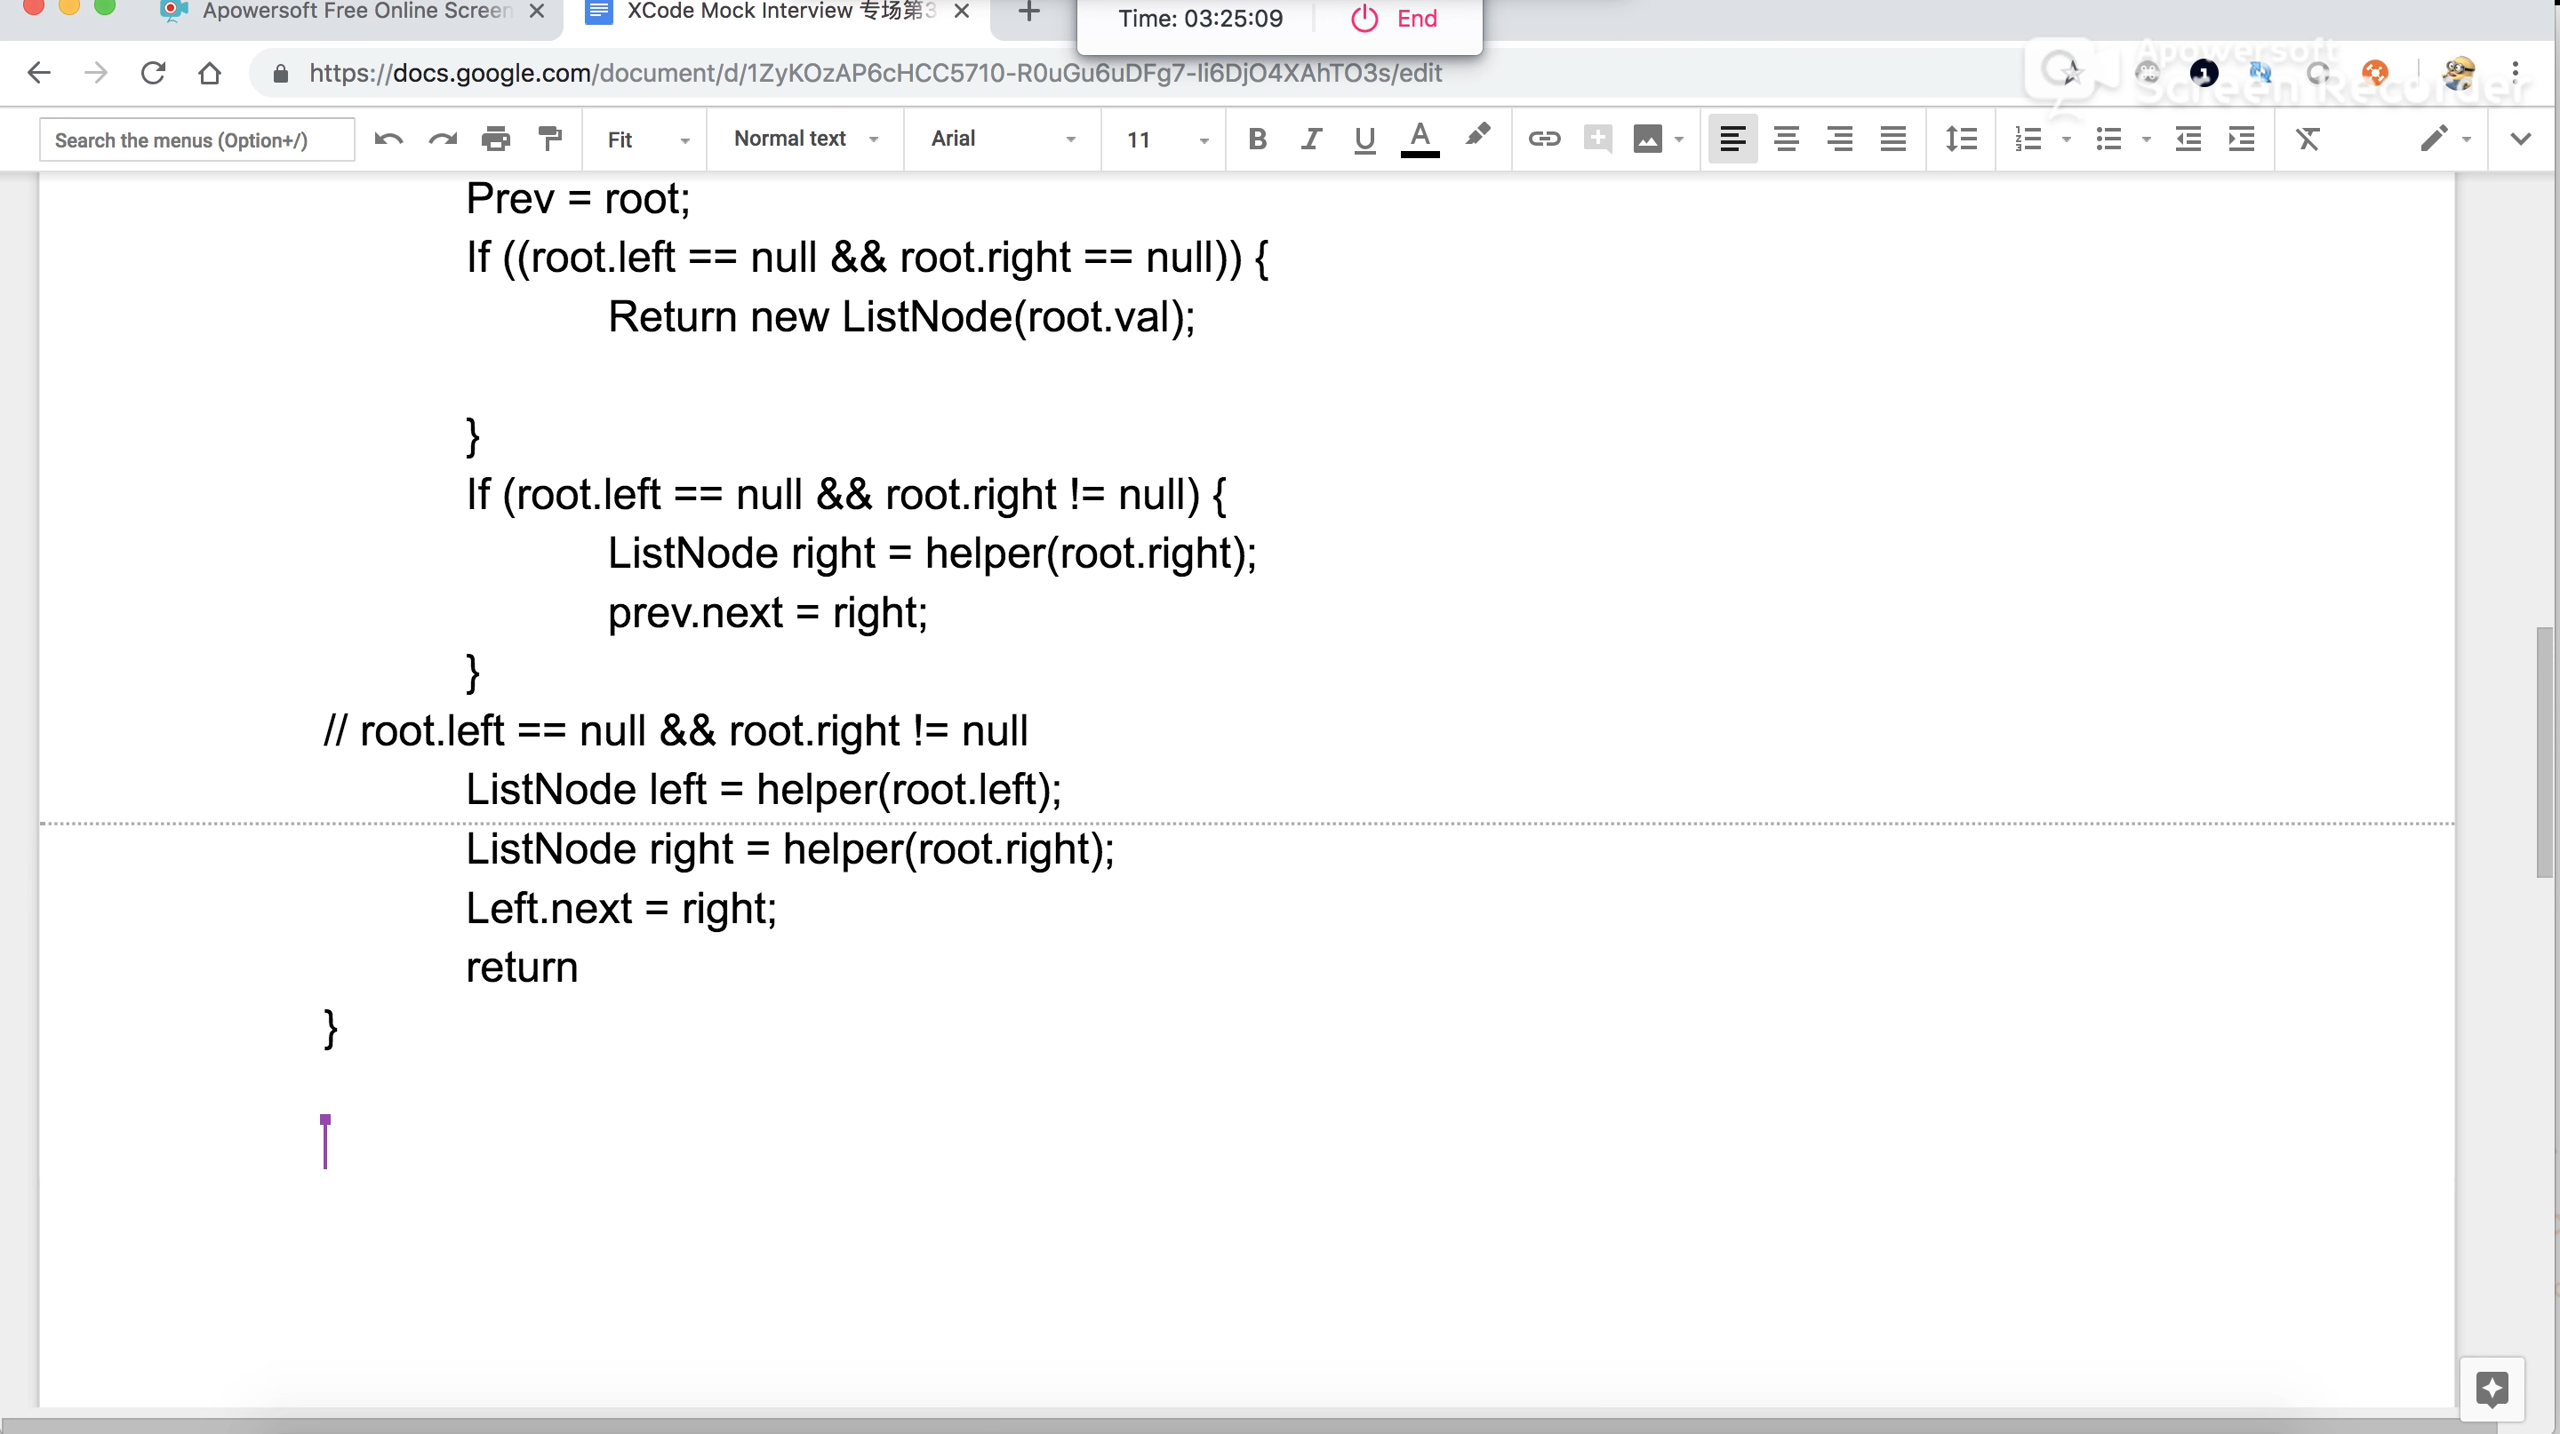 Apowersoft Free Online Screen
XCode Mock Interview 专场第3
Time: 03:25:09
End
https://docs.google.com/document/d/1ZyKOzAP6cHCC5710-R0uGu6uDFg7-Ii6DjO4XAhTO3s/edit
Apowersoft
Screen Recorder
Search the menus (Option+/)
Fit
Normal text
Arial
11
Prev = root;
If ((root.left == null && root.right == null)) {
Return new ListNode(root.val);
}
If (root.left == null && root.right != null) {
ListNode right = helper(root.right);
prev.next = right;
}
// root.left == null && root.right != null
ListNode left = helper(root.left);
ListNode right = helper(root.right);
Left.next = right;
return
}